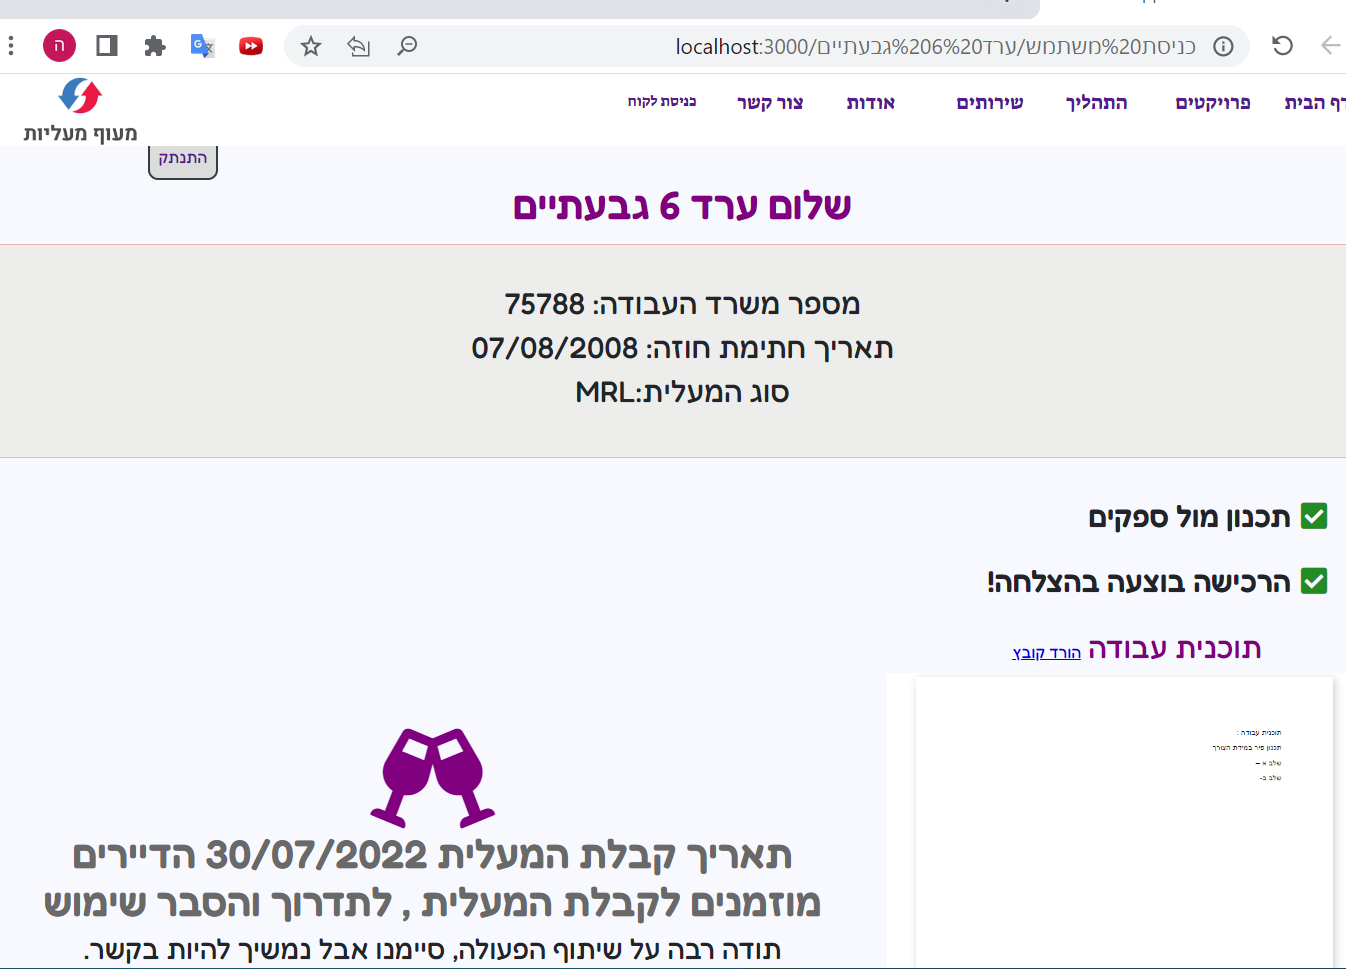 localhost:3000/כניסת%20משתמש/ערד%206%20גבעתיים
ה
דף הבית
פרויקטים
התהליך
שירותים
אודות
צור קשר
כניסת לקוח
מעוף מעליות
התנתק
שלום ערד 6 גבעתיים
מספר משרד העבודה: 75788
תאריך חתימת חוזה: 07/08/2008
סוג המעלית:MRL
תכנון מול ספקים
הרכישה בוצעה בהצלחה!
תוכנית עבודה הורד קובץ
תוכנית עבודה :
תכנון פיר במידת הצורך
שלב א –
שלב ב-
תאריך קבלת המעלית 30/07/2022 הדיירים
מוזמנים לקבלת המעלית , לתדרוך והסבר שימוש
תודה רבה על שיתוף הפעולה, סיימנו אבל נמשיך להיות בקשר.